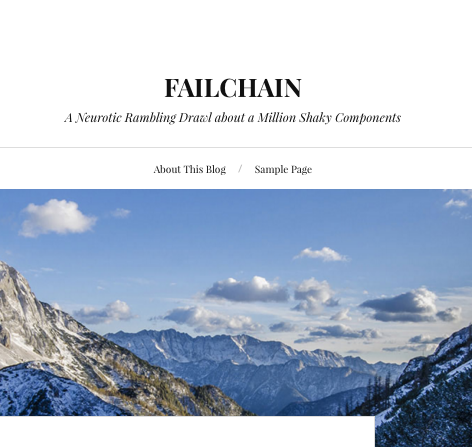 FAILCHAIN
A Neurotic Rambling Drawl about a Million Shaky Components
About This Blog / Sample Page